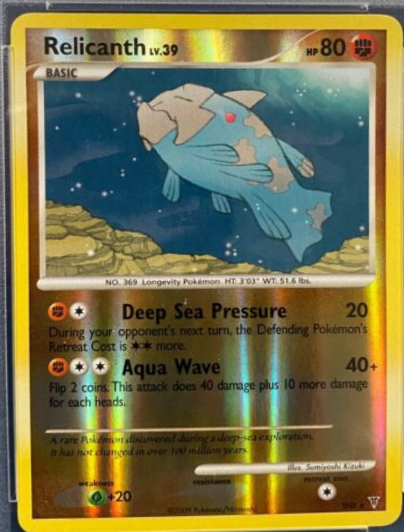 Relicanth LV.39
HP 80
BASIC
NO. 369 Longevity Pokémon HT: 3'03" WT: 51.6 lbs.
Deep Sea Pressure 20
During your opponent's next turn, the Defending Pokémon's
Retreat Cost is more.
Aqua Wave 40+
Flip 2 coins. This attack does 40 damage plus 10 more damage
for each heads.
A rare Pokémon discovered during a deep-sea exploration.
It has not changed in over 100 million years.
Illus. Sumiyoshi Kizuki
weakness resistance retreat cost
+20
©2009 Pokémon/Nintendo